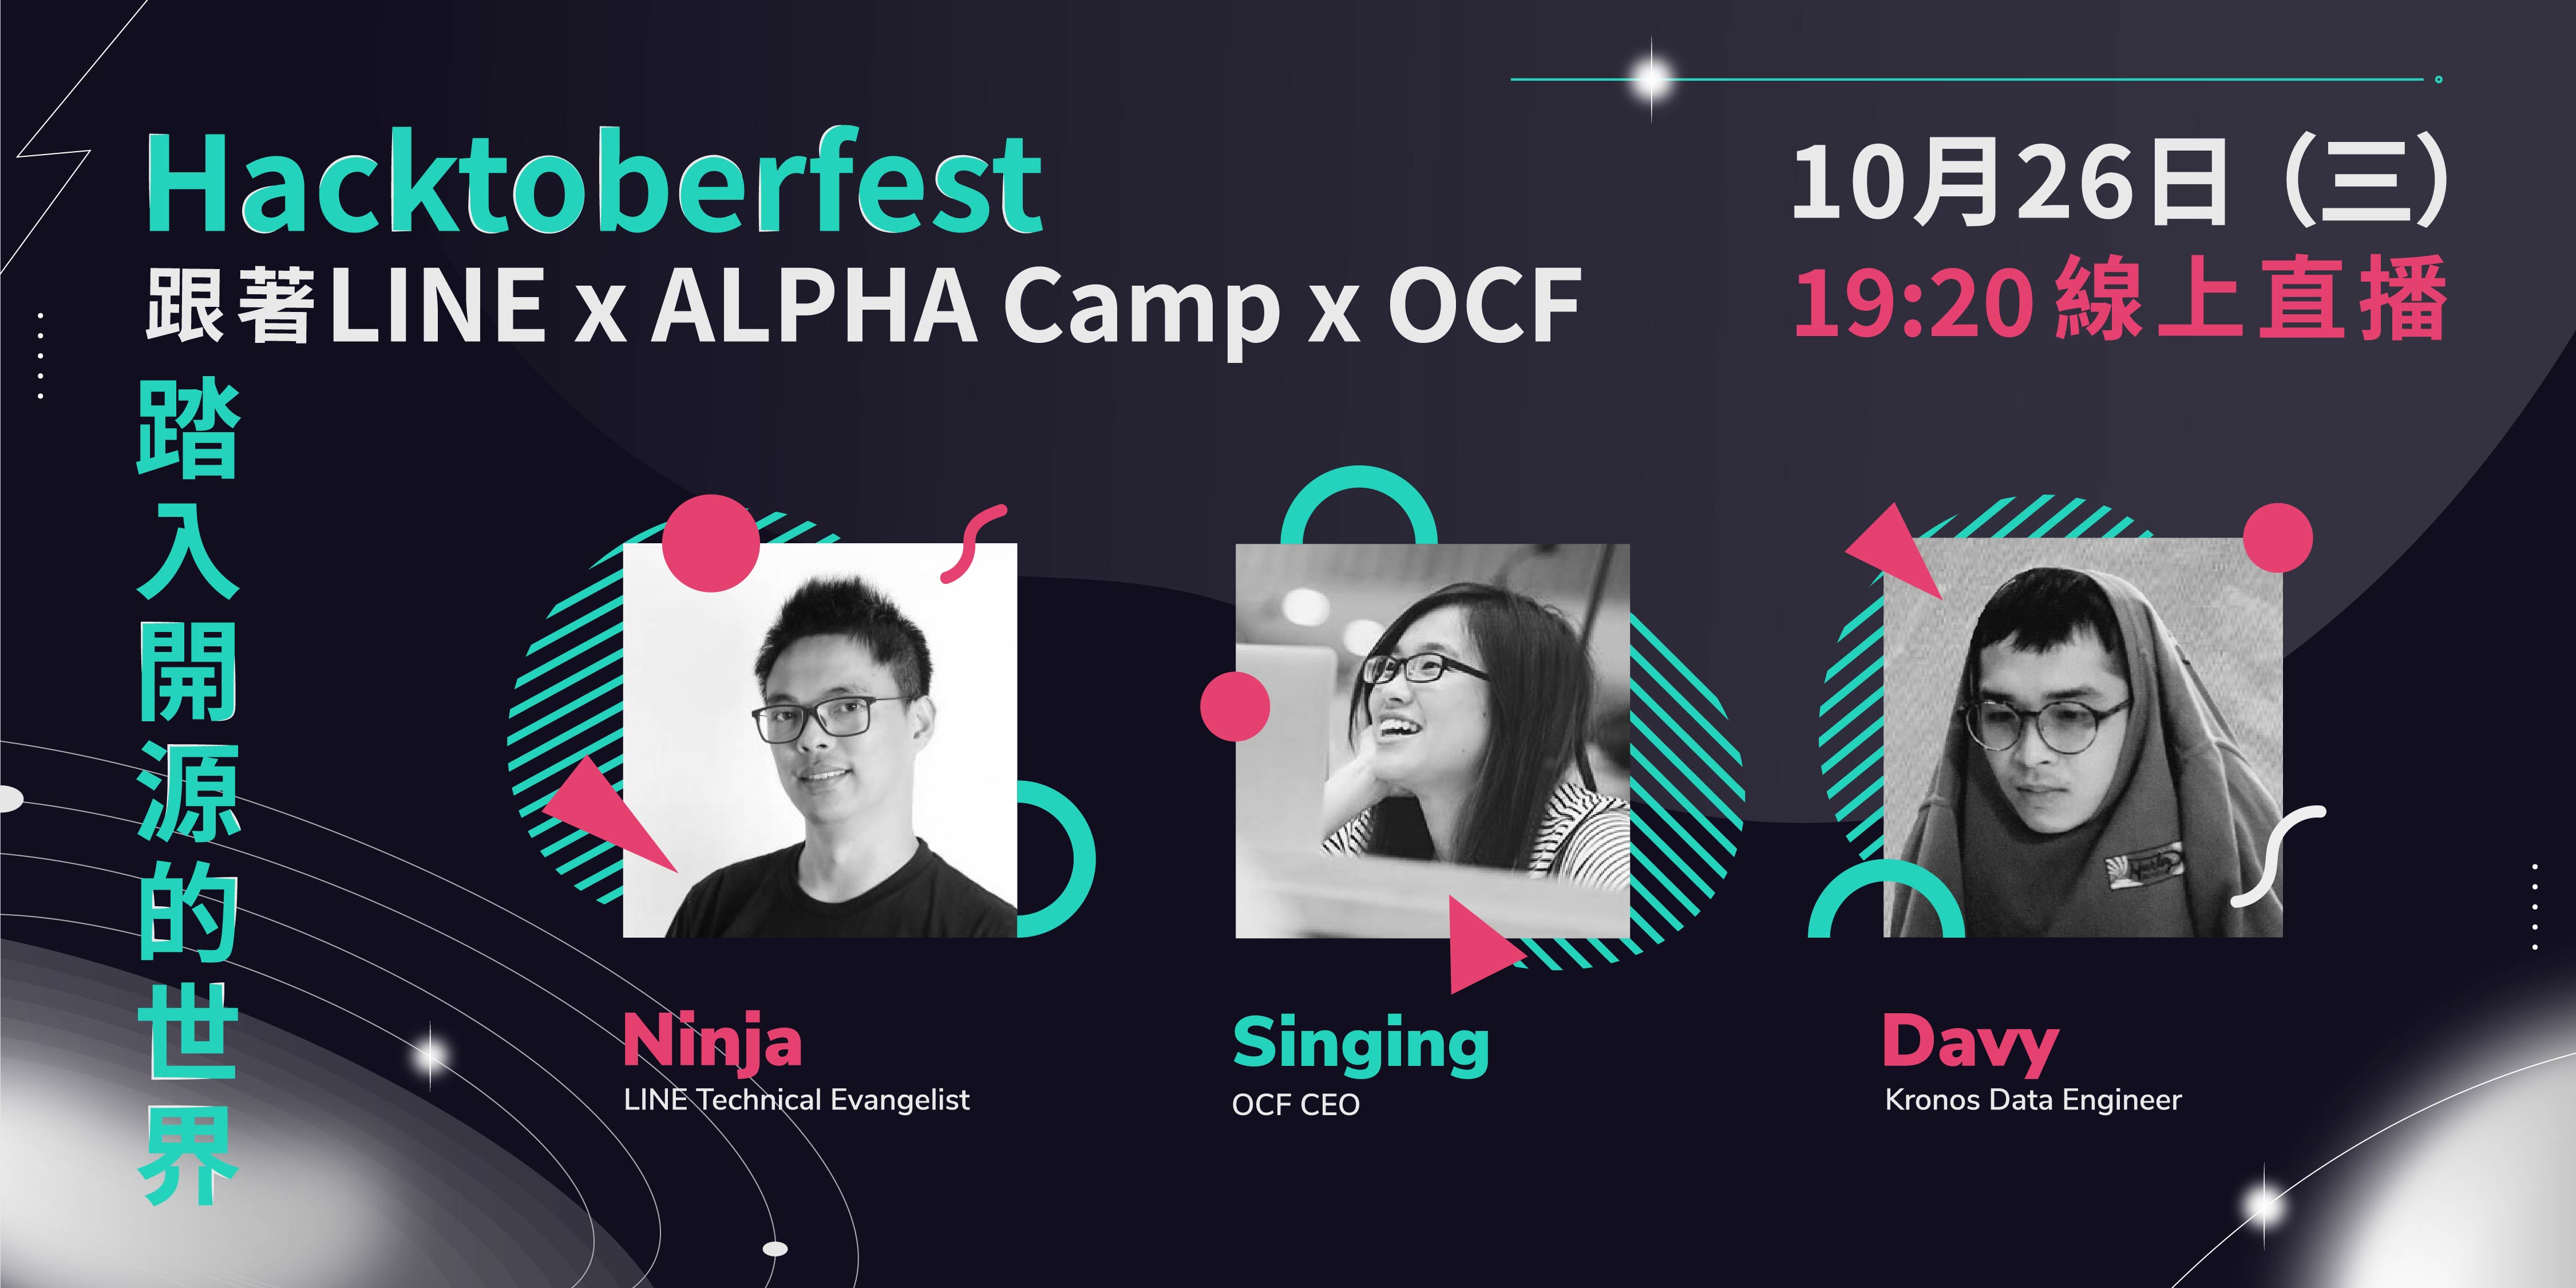 Hacktoberfest
跟著LINE x ALPHA Camp x OCF
踏入開源的世界
10月26日（三）
19:20 線上直播
Ninja
LINE Technical Evangelist
Singing
OCF CEO
Davy
Kronos Data Engineer